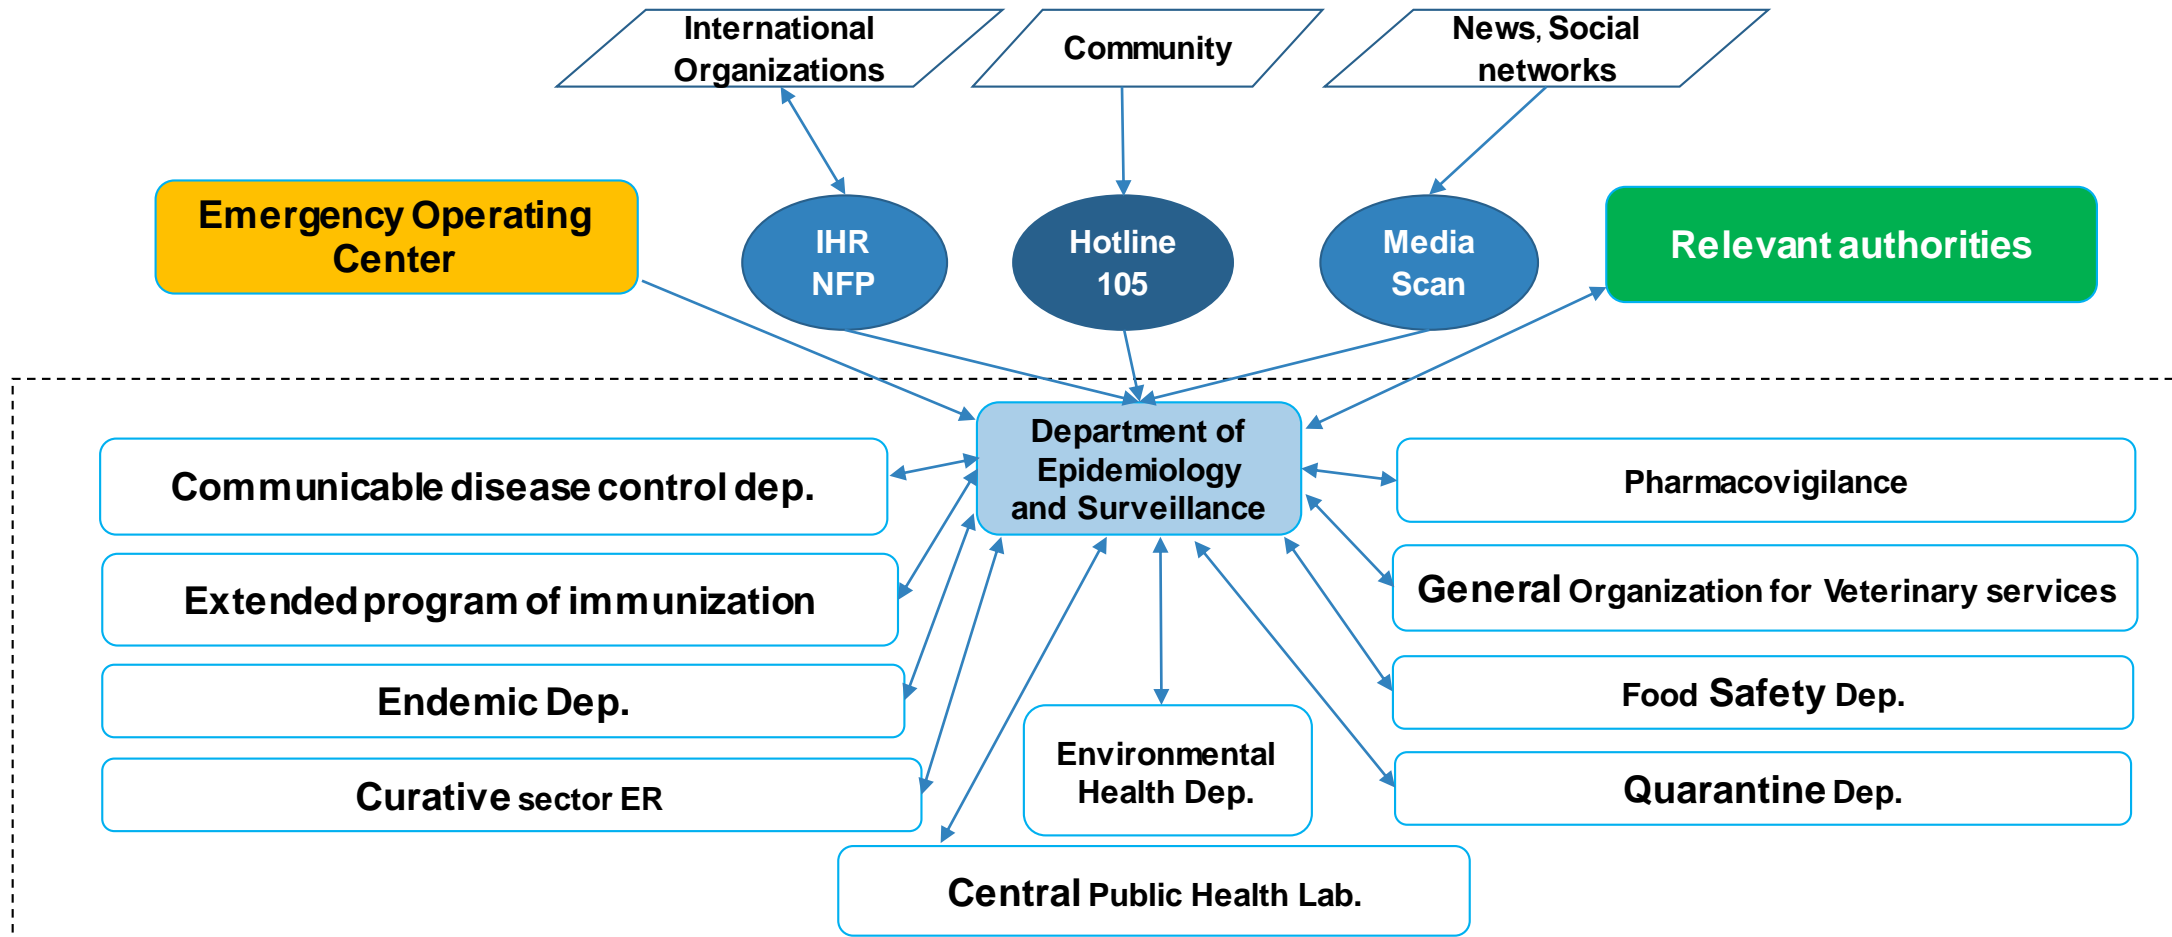 International
Organizations
Community
News, Social
networks
Emergency Operating
Center
IHR
NFP
Hotline
105
Media
Scan
Relevant authorities
Department of
Epidemiology
and Surveillance
Communicable disease control dep.
Extended program of immunization
Endemic Dep.
Curative sector ER
Pharmacovigilance
General Organization for Veterinary services
Food Safety Dep.
Quarantine Dep.
Environmental
Health Dep.
Central Public Health Lab.